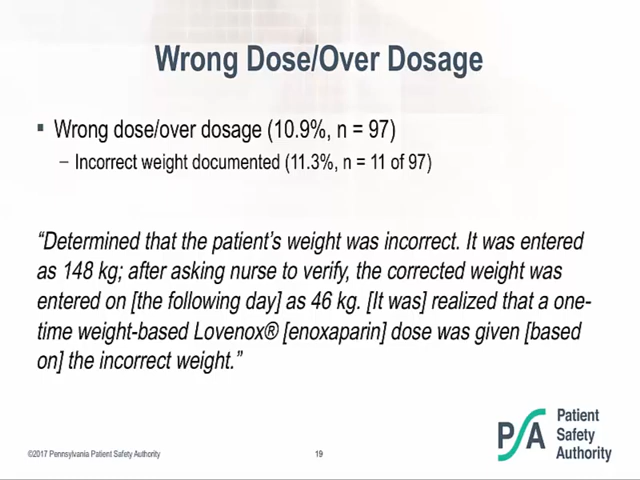 Wrong Dose/Over Dosage
▪ Wrong dose/over dosage (10.9%, n = 97)
– Incorrect weight documented (11.3%, n = 11 of 97)
“Determined that the patient’s weight was incorrect. It was entered
as 148 kg; after asking nurse to verify, the corrected weight was
entered on [the following day] as 46 kg. [It was] realized that a one-
time weight-based Lovenox® [enoxaparin] dose was given [based
on] the incorrect weight.”
PSA
Patient
Safety
Authority
©2017 Pennsylvania Patient Safety Authority
19